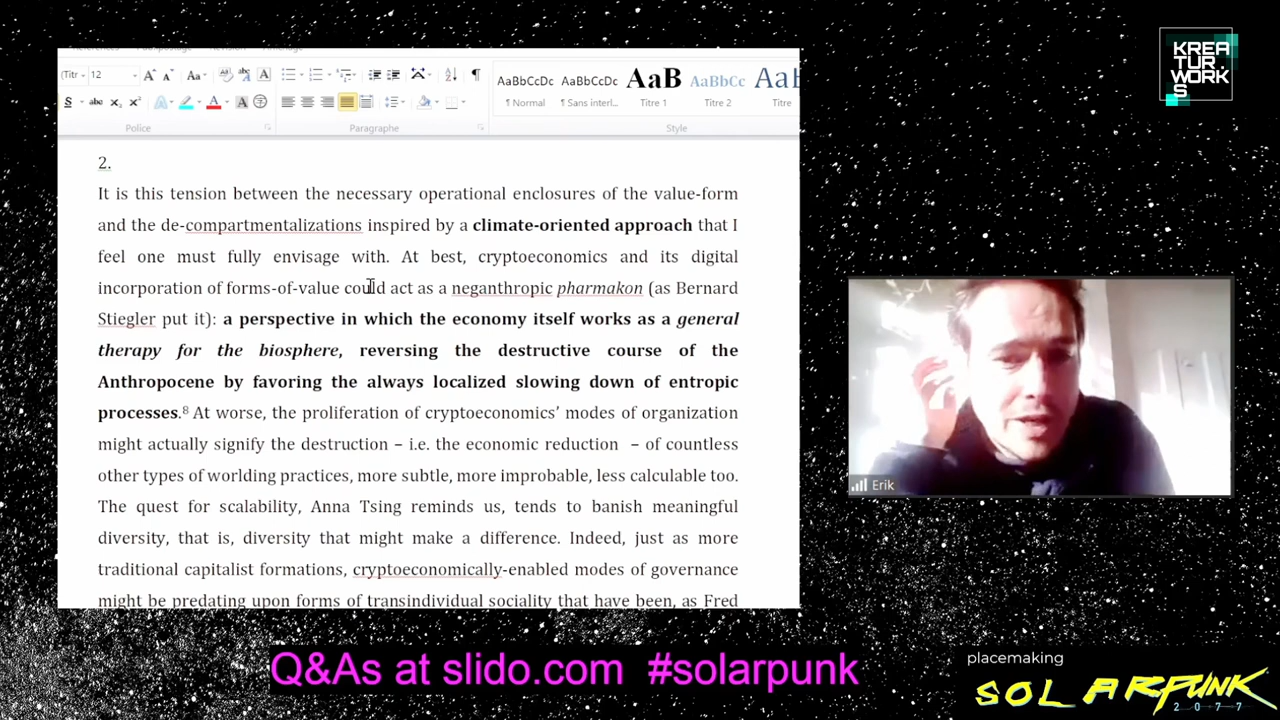 (Titr
12
Aa
S abc x₂ x² A A A
AaBbCcDc AaBbCcDc AaB AaBbCc AaB
¶ Normal ¶ Sans interl... Titre 1 Titre 2 Titre
Police Paragraphe Style
2.
It is this tension between the necessary operational enclosures of the value-form
and the de-compartmentalizations inspired by a climate-oriented approach that I
feel one must fully envisage with. At best, cryptoeconomics and its digital
incorporation of forms-of-value could act as a neganthropic pharmakon (as Bernard
Stiegler put it): a perspective in which the economy itself works as a general
therapy for the biosphere, reversing the destructive course of the
Anthropocene by favoring the always localized slowing down of entropic
processes.⁸ At worse, the proliferation of cryptoeconomics’ modes of organization
might actually signify the destruction – i.e. the economic reduction – of countless
other types of worlding practices, more subtle, more improbable, less calculable too.
The quest for scalability, Anna Tsing reminds us, tends to banish meaningful
diversity, that is, diversity that might make a difference. Indeed, just as more
traditional capitalist formations, cryptoeconomically-enabled modes of governance
might be predating upon forms of transindividual sociality that have been, as Fred
KREA
TUR.
WORK
S
Erik
Q&As at slido.com #solarpunk
placemaking
SOLARPUNK
2077